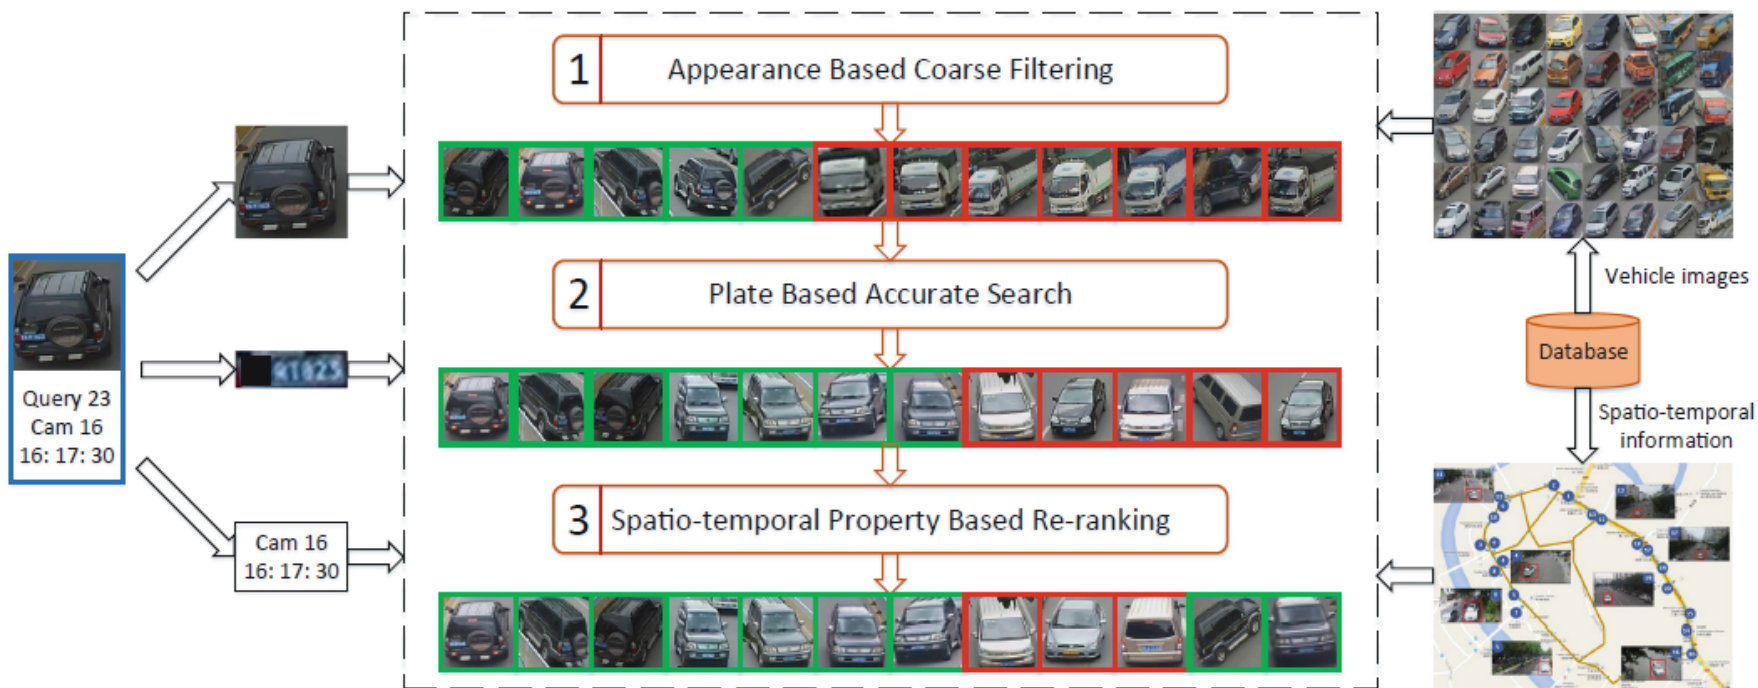 1 Appearance Based Coarse Filtering
2 Plate Based Accurate Search
Query 23
Cam 16
16: 17: 30
3 Spatio-temporal Property Based Re-ranking
Cam 16
16: 17: 30
Vehicle images
Database
Spatio-temporal
information